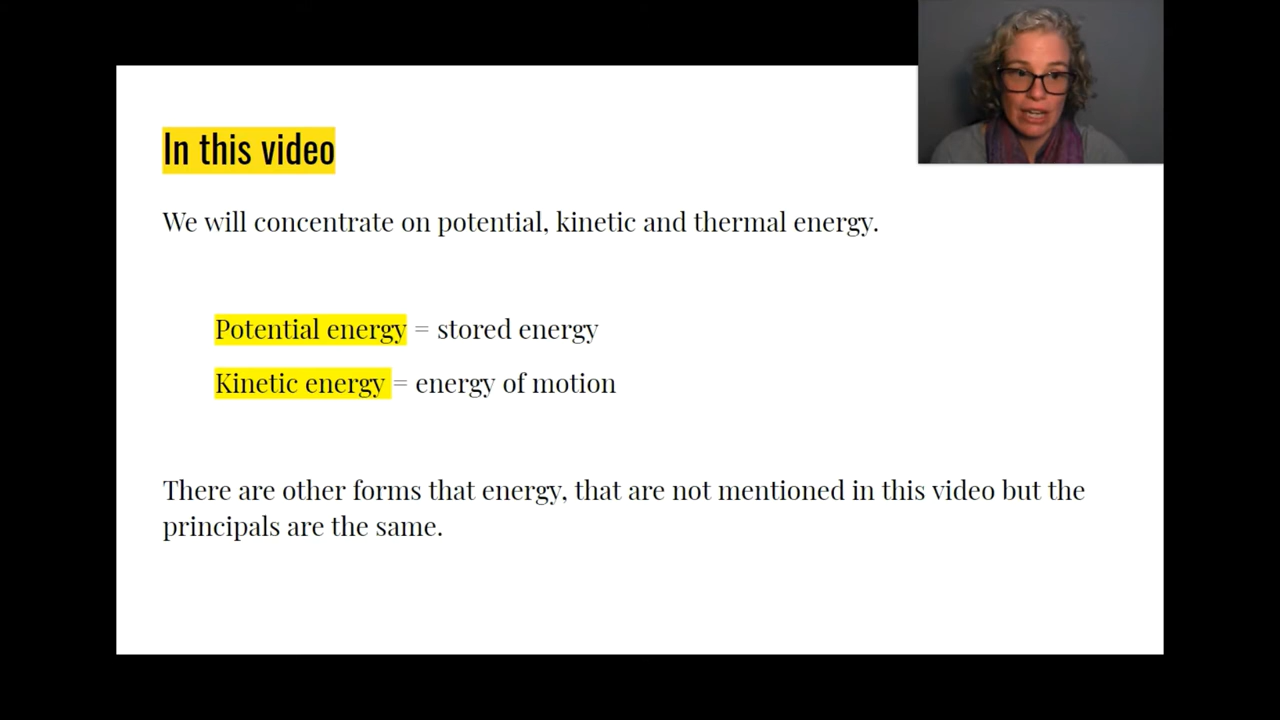 In this video
We will concentrate on potential, kinetic and thermal energy.
Potential energy = stored energy
Kinetic energy = energy of motion
There are other forms that energy, that are not mentioned in this video but the
principals are the same.